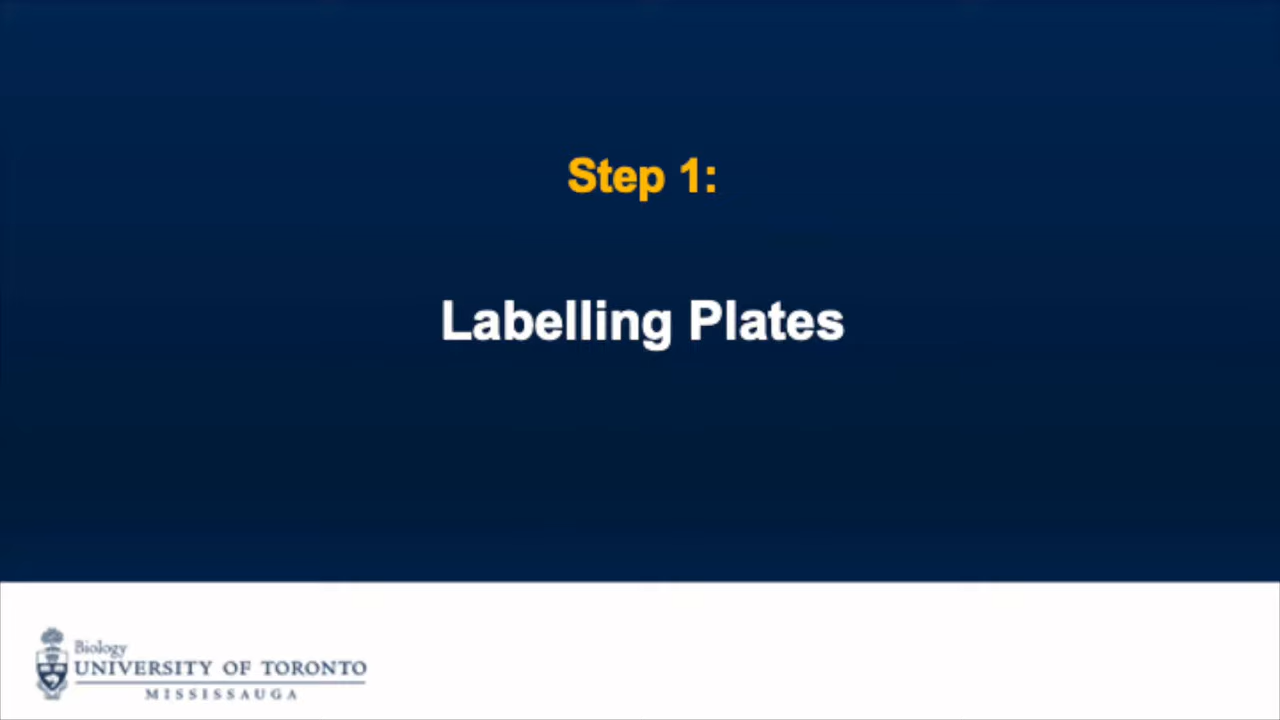 Step 1:
Labelling Plates
Biology
UNIVERSITY OF TORONTO
MISSISSAUGA